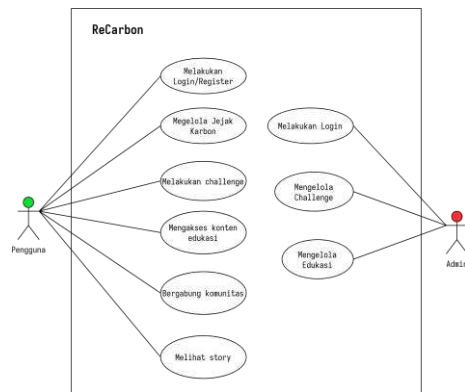 ReCarbon
Melakukan
Login/Register
Megelola Jejak
Karbon
Melakukan Login
Melakukan challenge
Mengelola
Challenge
Mengakses konten
edukasi
Pengguna
Mengelola
Edukasi
Admin
Bergabung komunitas
Melihat story